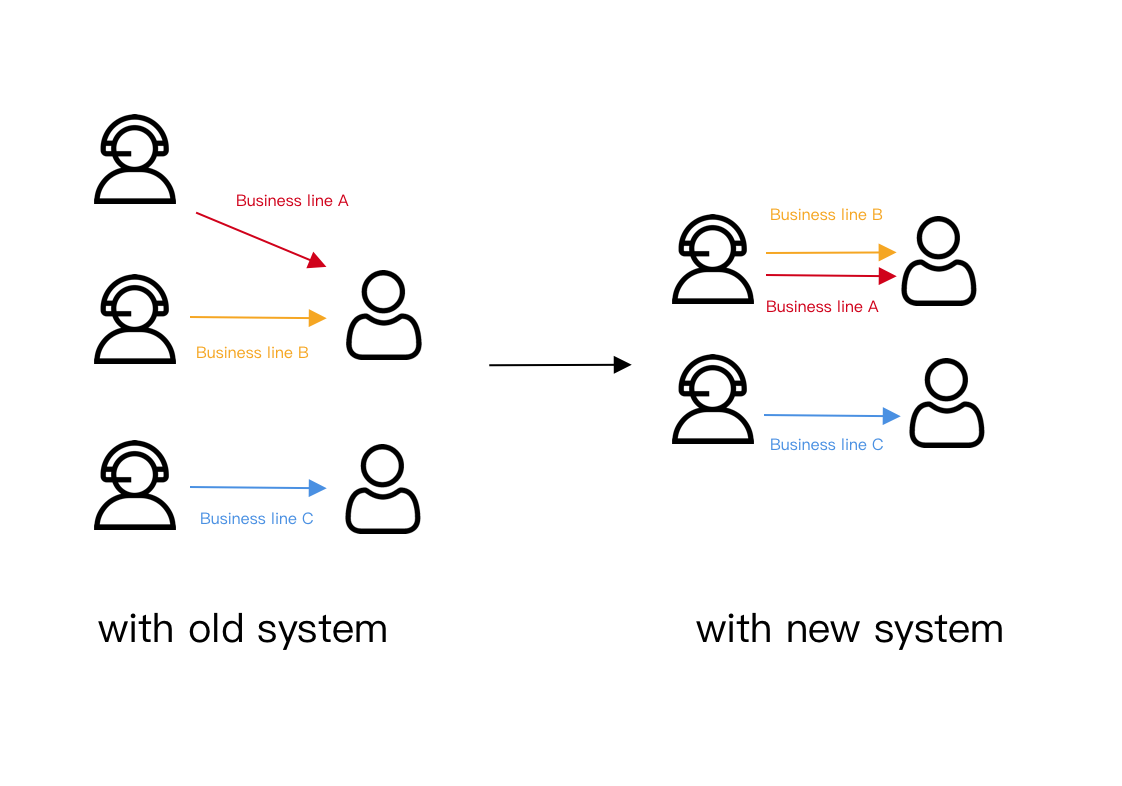 Business line A
Business line B
Business line C
with old system
Business line B
Business line A
Business line C
with new system